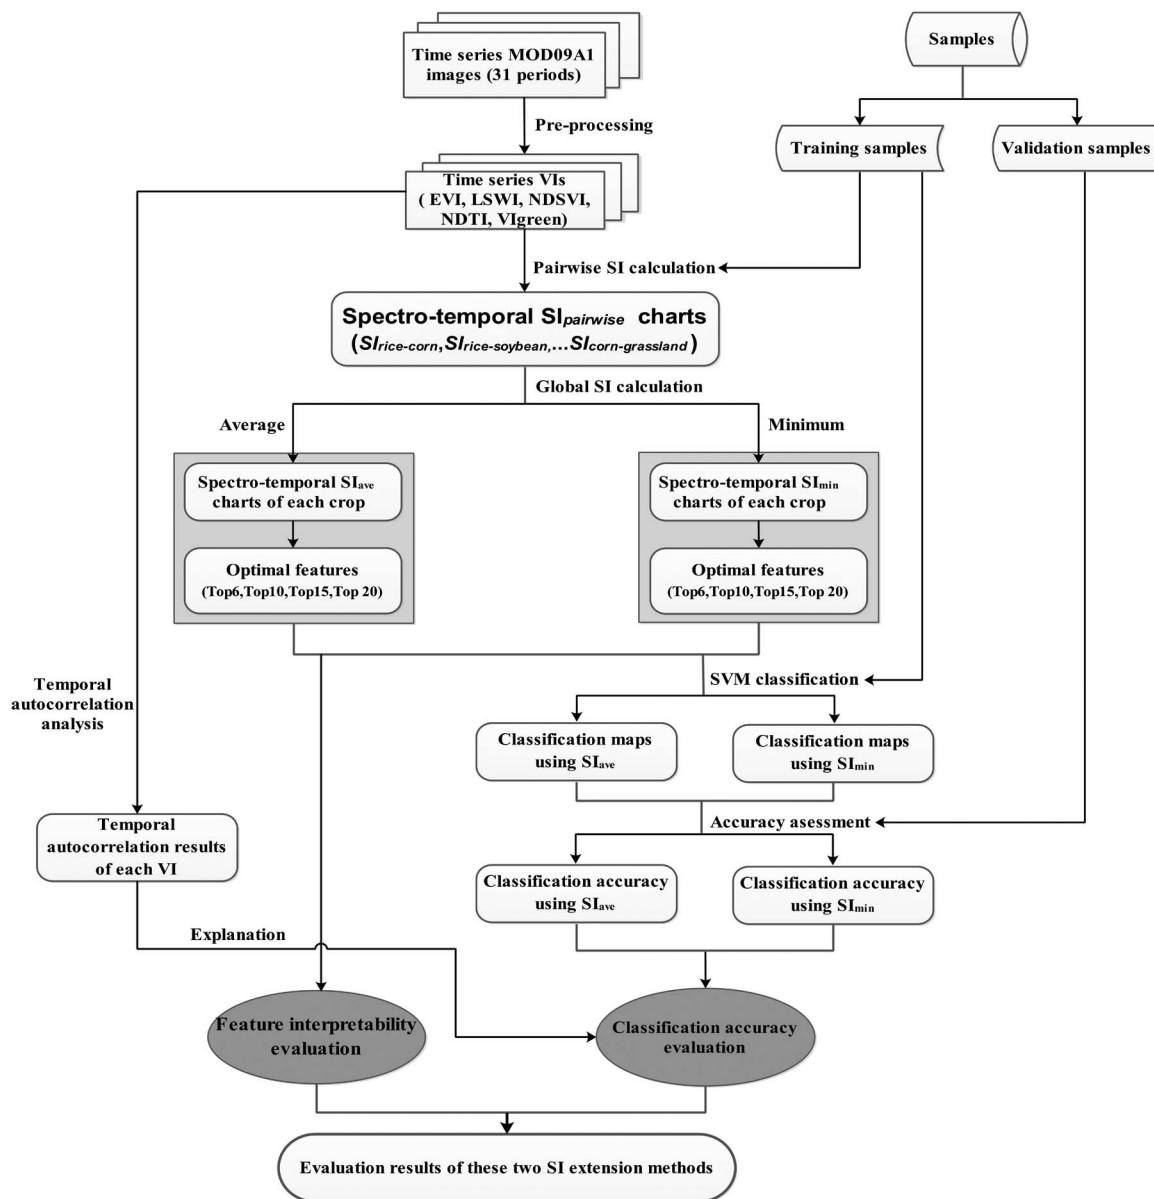 Time series MOD09A1
images (31 periods)
Samples
Pre-processing
Training samples
Validation samples
Time series VIs
( EVI, LSWI, NDSVI,
NDTI, VIgreen)
Pairwise SI calculation
Spectro-temporal SIpairwise charts
(SIrice-corn,SIrice-soybean,...SIcorn-grassland)
Global SI calculation
Average
Minimum
Spectro-temporal SIave
charts of each crop
Spectro-temporal SImin
charts of each crop
Optimal features
(Top6,Top10,Top15,Top 20)
Optimal features
(Top6,Top10,Top15,Top 20)
Temporal
autocorrelation
analysis
SVM classification
Classification maps
using SIave
Classification maps
using SImin
Temporal
autocorrelation results
of each VI
Accuracy asessment
Classification accuracy
using SIave
Classification accuracy
using SImin
Explanation
Feature interpretability
evaluation
Classification accuracy
evaluation
Evaluation results of these two SI extension methods